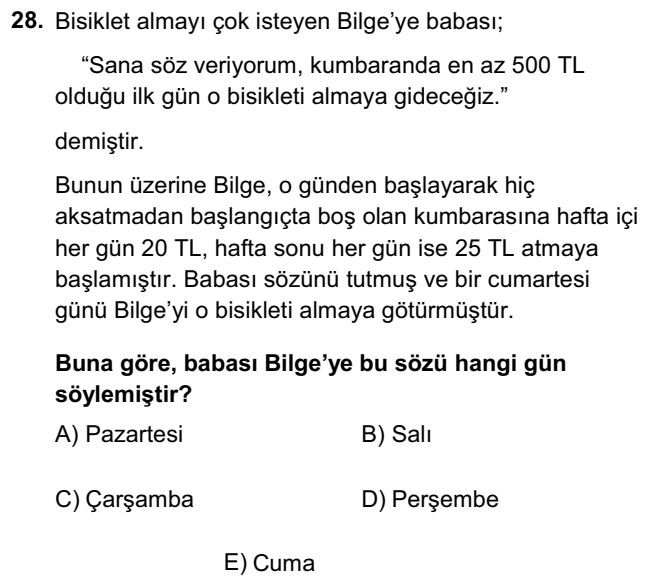 28. Bisiklet almayı çok isteyen Bilge’ye babası;
“Sana söz veriyorum, kumbaranda en az 500 TL
olduğu ilk gün o bisikleti almaya gideceğiz.”
demiştir.
Bunun üzerine Bilge, o günden başlayarak hiç
aksatmadan başlangıçta boş olan kumbarasına hafta içi
her gün 20 TL, hafta sonu her gün ise 25 TL atmaya
başlamıştır. Babası sözünü tutmuş ve bir cumartesi
günü Bilge’yi o bisikleti almaya götürmüştür.
Buna göre, babası Bilge’ye bu sözü hangi gün
söylemiştir?
A) Pazartesi B) Salı
C) Çarşamba D) Perşembe
E) Cuma